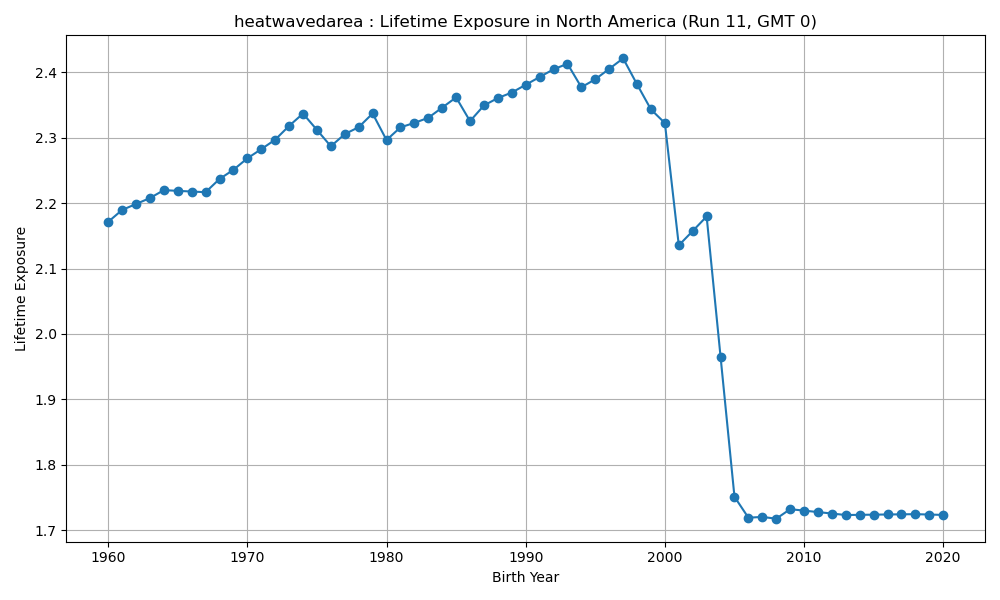 heatwavedarea : Lifetime Exposure in North America (Run 11, GMT 0)
Lifetime Exposure
2.4
2.3
2.2
2.1
2.0
1.9
1.8
1.7
1960 1970 1980 1990 2000 2010 2020
Birth Year